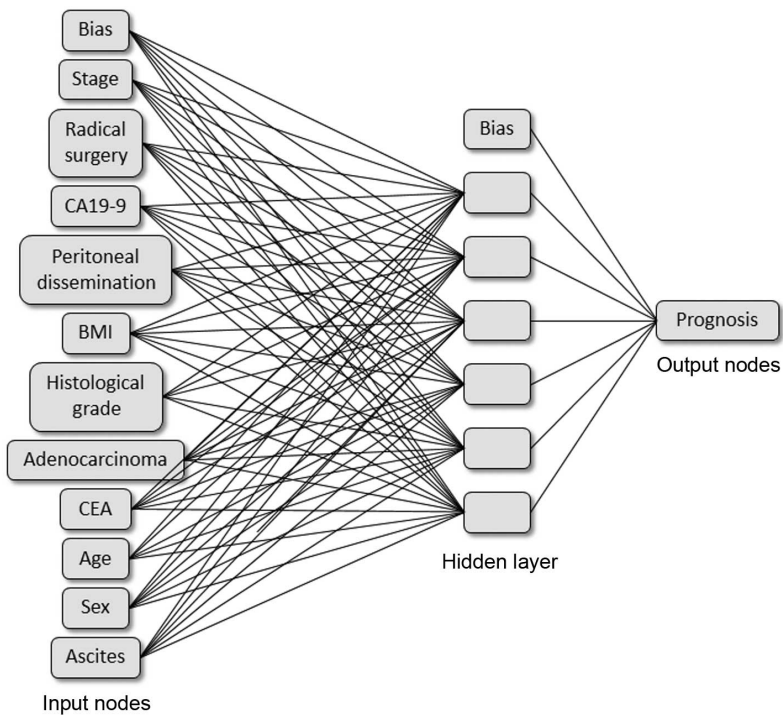 Bias
Stage
Radical
surgery
CA19-9
Peritoneal
dissemination
BMI
Histological
grade
Adenocarcinoma
CEA
Age
Sex
Ascites
Input nodes
Bias
Hidden layer
Prognosis
Output nodes